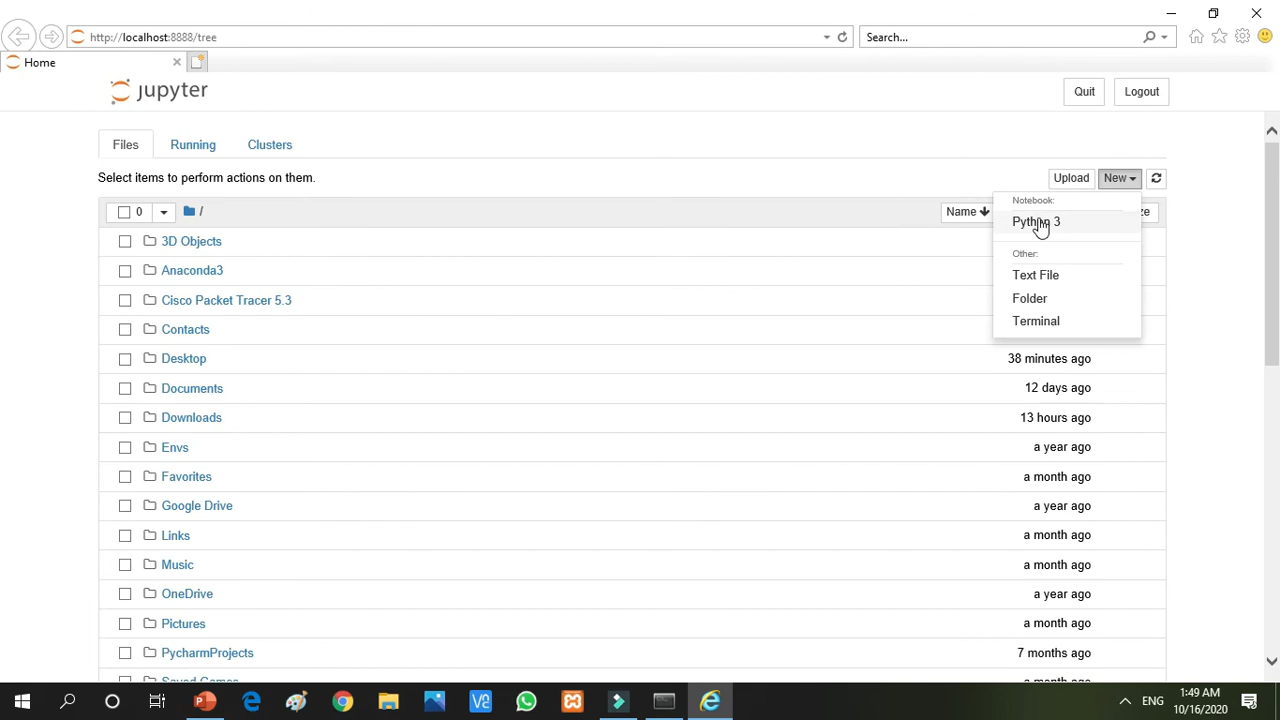 http://localhost:8888/tree
Search...
Home
jupyter
Quit
Logout
Files
Running
Clusters
Select items to perform actions on them.
Upload
New
0
/
Name
Notebook:
Python 3
Other:
Text File
Folder
Terminal
3D Objects
Anaconda3
Cisco Packet Tracer 5.3
Contacts
Desktop 38 minutes ago
Documents 12 days ago
Downloads 13 hours ago
Envs a year ago
Favorites a month ago
Google Drive a year ago
Links a month ago
Music a month ago
OneDrive a year ago
Pictures a month ago
PycharmProjects 7 months ago
Saved Games a month ago
ENG
1:49 AM
10/16/2020